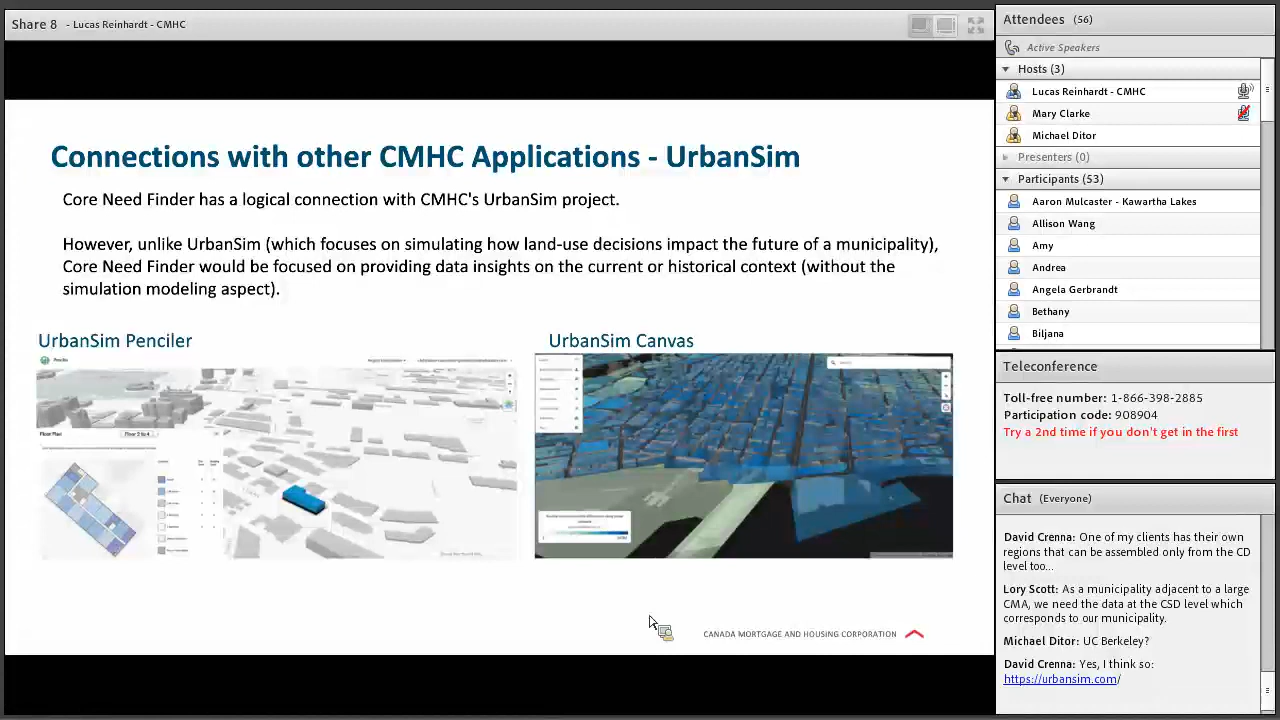 Share 8 - Lucas Reinhardt - CMHC
Connections with other CMHC Applications - UrbanSim
Core Need Finder has a logical connection with CMHC's UrbanSim project.
However, unlike UrbanSim (which focuses on simulating how land-use decisions impact the future of a municipality),
Core Need Finder would be focused on providing data insights on the current or historical context (without the
simulation modeling aspect).
UrbanSim Penciler
UrbanSim Canvas
Floor Plan
CANADA MORTGAGE AND HOUSING CORPORATION
Attendees (56)
Active Speakers
Hosts (3)
Lucas Reinhardt - CMHC
Mary Clarke
Michael Ditor
Presenters (0)
Participants (53)
Aaron Mulcaster - Kawartha Lakes
Allison Wang
Amy
Andrea
Angela Gerbrandt
Bethany
Biljana
Teleconference
Toll-free number: 1-866-398-2885
Participation code: 908904
Try a 2nd time if you don't get in the first
Chat (Everyone)
David Crenna: One of my clients has their own
regions that can be assembled only from the CD
level too...
Lory Scott: As a municipality adjacent to a large
CMA, we need the data at the CSD level which
corresponds to our municipality.
Michael Ditor: UC Berkeley?
David Crenna: Yes, I think so:
https://urbansim.com/